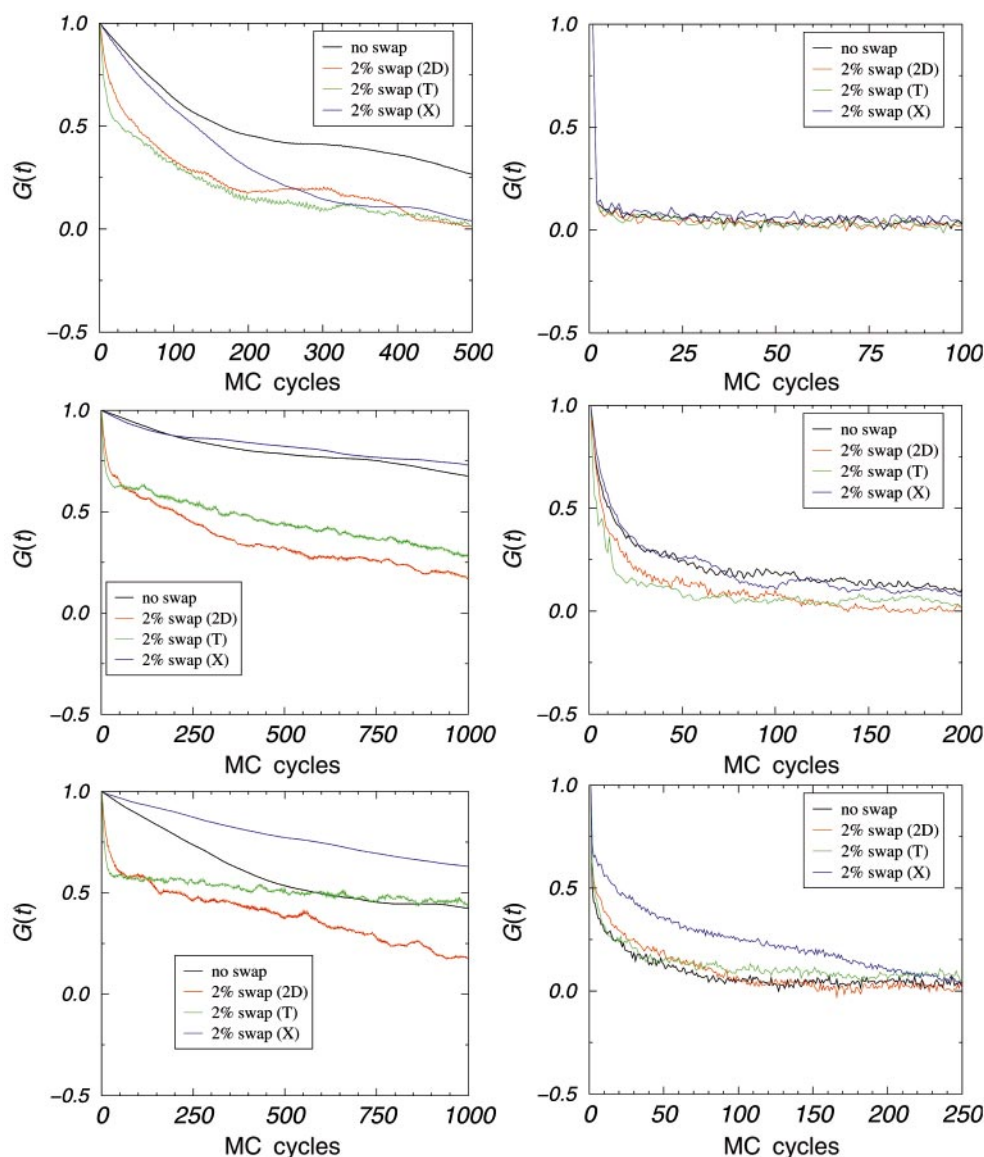 1.0
no swap
2% swap (2D)
2% swap (T)
2% swap (X)
0.5
G(t)
0.0
−0.5
0 100 200 300 400 500
MC cycles
1.0
no swap
2% swap (2D)
2% swap (T)
2% swap (X)
0.5
G(t)
0.0
−0.5
0 25 50 75 100
MC cycles
1.0
0.5
G(t)
no swap
0.0
2% swap (2D)
2% swap (T)
2% swap (X)
−0.5
0 250 500 750 1000
MC cycles
1.0
no swap
2% swap (2D)
2% swap (T)
2% swap (X)
0.5
G(t)
0.0
−0.5
0 50 100 150 200
MC cycles
1.0
0.5
G(t)
no swap
0.0
2% swap (2D)
2% swap (T)
2% swap (X)
−0.5
0 250 500 750 1000
MC cycles
1.0
no swap
2% swap (2D)
2% swap (T)
2% swap (X)
0.5
G(t)
0.0
−0.5
0 50 100 150 200 250
MC cycles